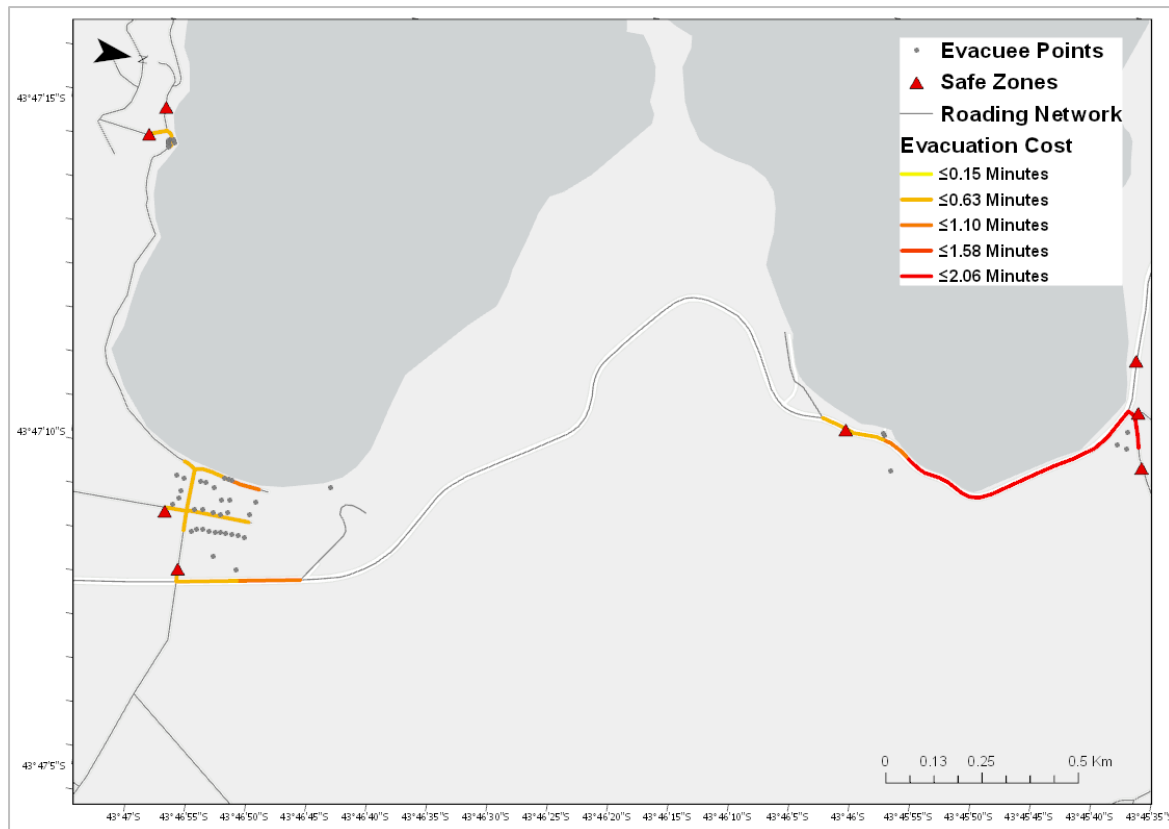 Evacuee Points
Safe Zones
Roading Network
Evacuation Cost
≤0.15 Minutes
≤0.63 Minutes
≤1.10 Minutes
≤1.58 Minutes
≤2.06 Minutes
N
43°47'15"S
43°47'10"S
43°47'5"S
0 0.13 0.25 0.5 Km
43°47'S 43°46'55"S 43°46'50"S 43°46'45"S 43°46'40"S 43°46'30"S 43°46'25"S 43°46'20"S 43°46'15"S 43°46'10"S 43°46'5"S 43°46'S 43°45'55"S 43°45'50"S 43°45'45"S 43°45'40"S 43°45'35"S